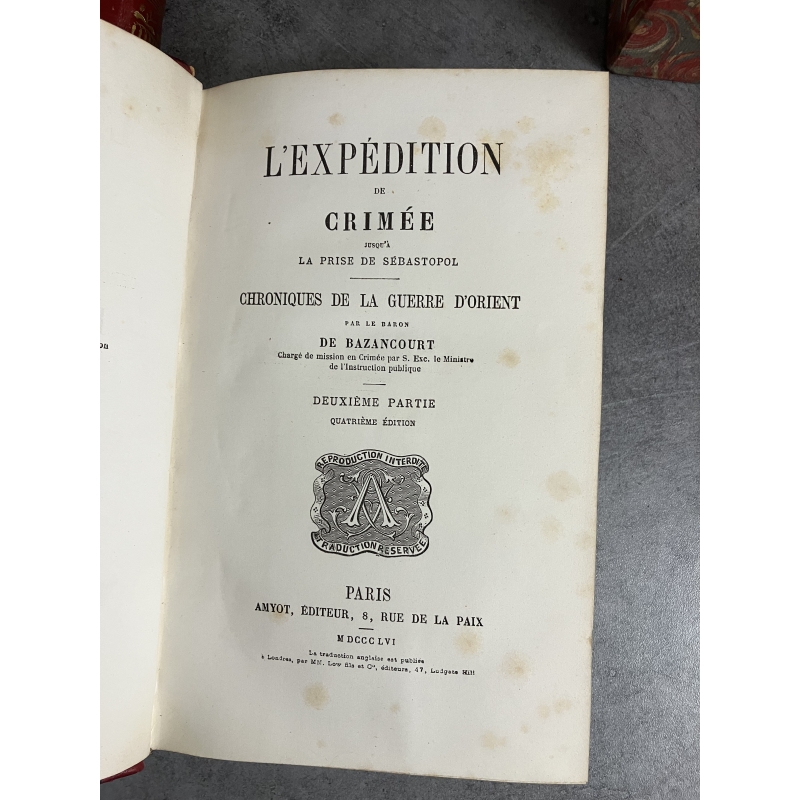 on
L'EXPÉDITION
DE
CRIMÉE
JUSQU'À
LA PRISE DE SÉBASTOPOL
CHRONIQUES DE LA GUERRE D'ORIENT
PAR LE BARON
DE BAZANCOURT
Chargé de mission en Crimée par S. Exc. le Ministre
de l'Instruction publique
DEUXIÈME PARTIE
QUATRIÈME ÉDITION
REPRODUCTION INTERDITE
A
TRADUCTION RÉSERVÉE
PARIS
AMYOT, ÉDITEUR, 8, RUE DE LA PAIX
MDCCCLVI
La traduction anglaise est publiée
à Londres, par MM. Low fils et Cie, éditeurs, 47, Ludgate Hill